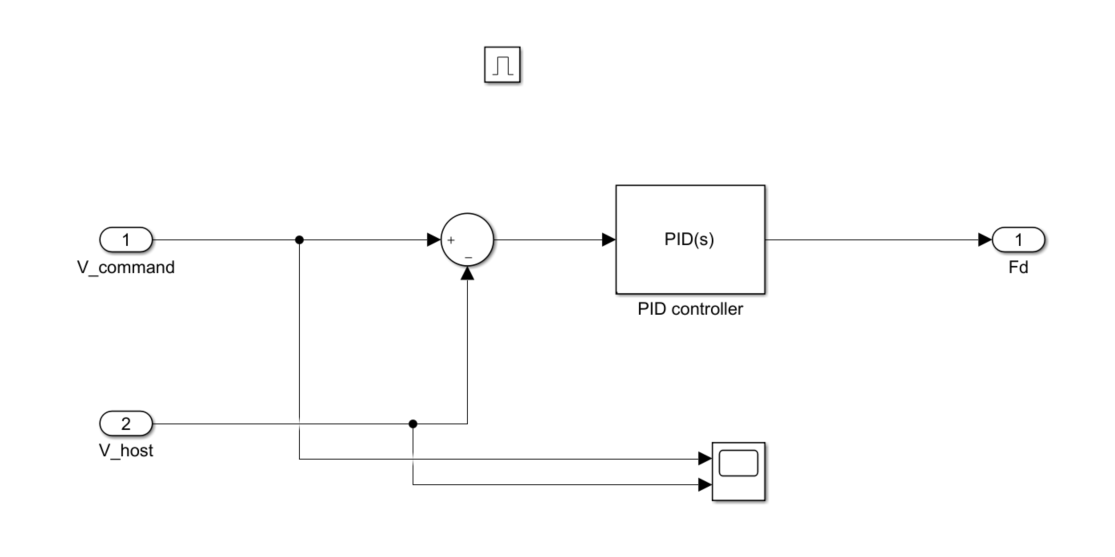 1
V_command
+
−
PID(s)
PID controller
1
Fd
2
V_host